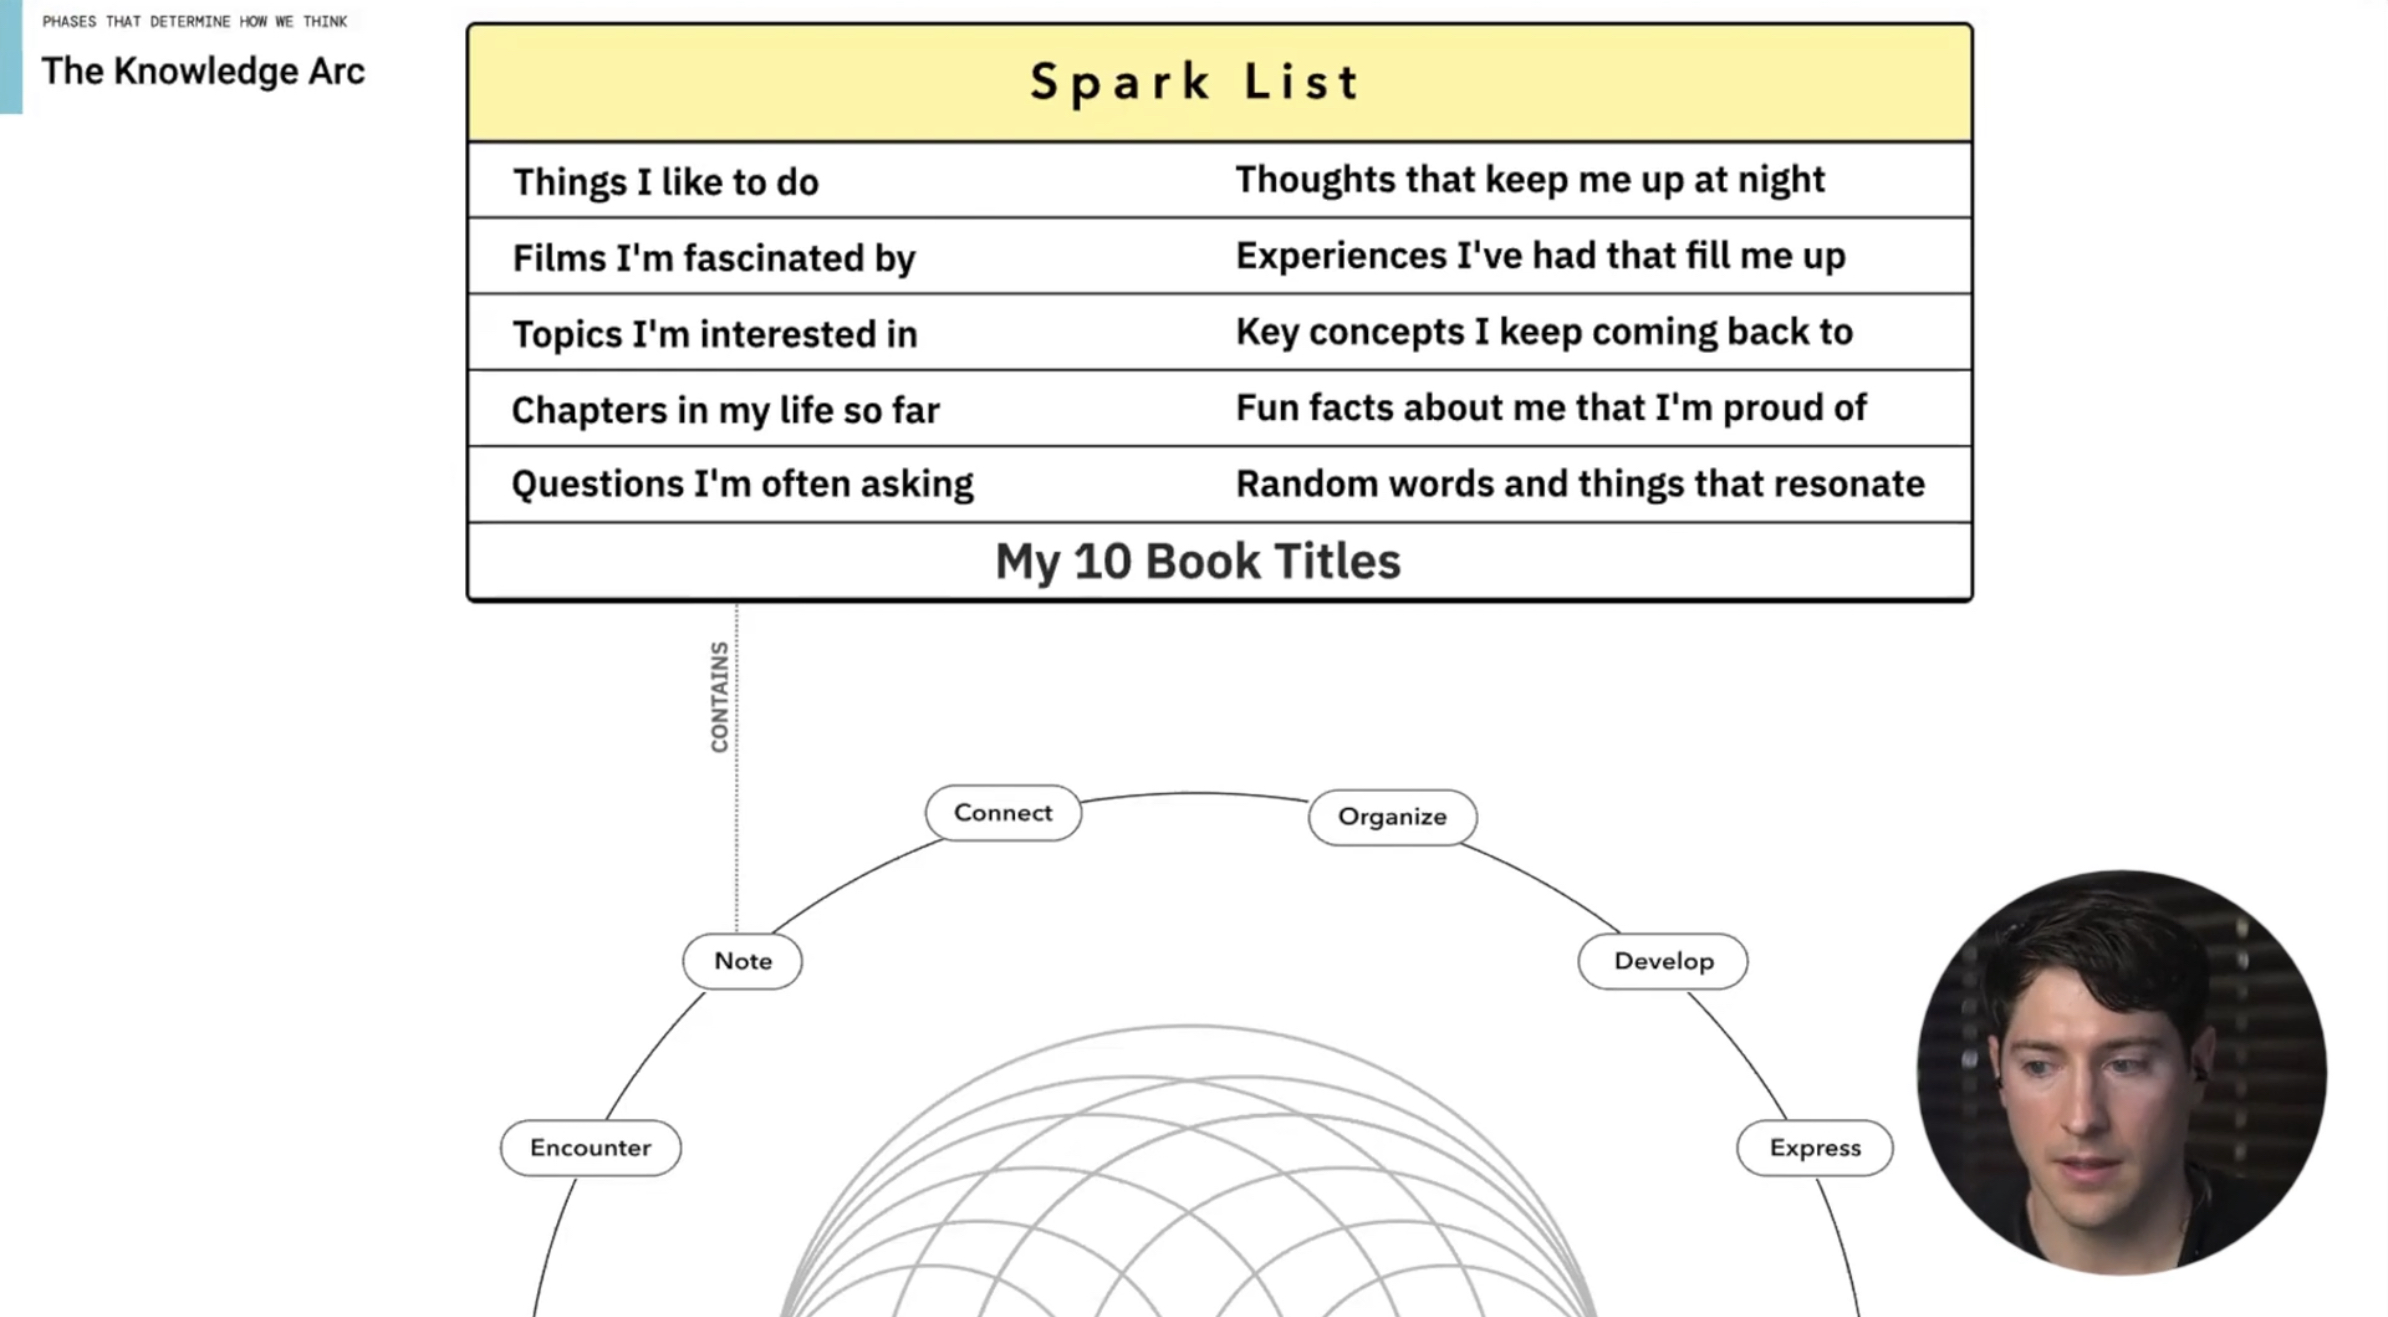 PHASES THAT DETERMINE HOW WE THINK
The Knowledge Arc
Spark List
Things I like to do
Thoughts that keep me up at night
Films I'm fascinated by
Experiences I've had that fill me up
Topics I'm interested in
Key concepts I keep coming back to
Chapters in my life so far
Fun facts about me that I'm proud of
Questions I'm often asking
Random words and things that resonate
My 10 Book Titles
CONTAINS
Connect
Organize
Note
Develop
Encounter
Express